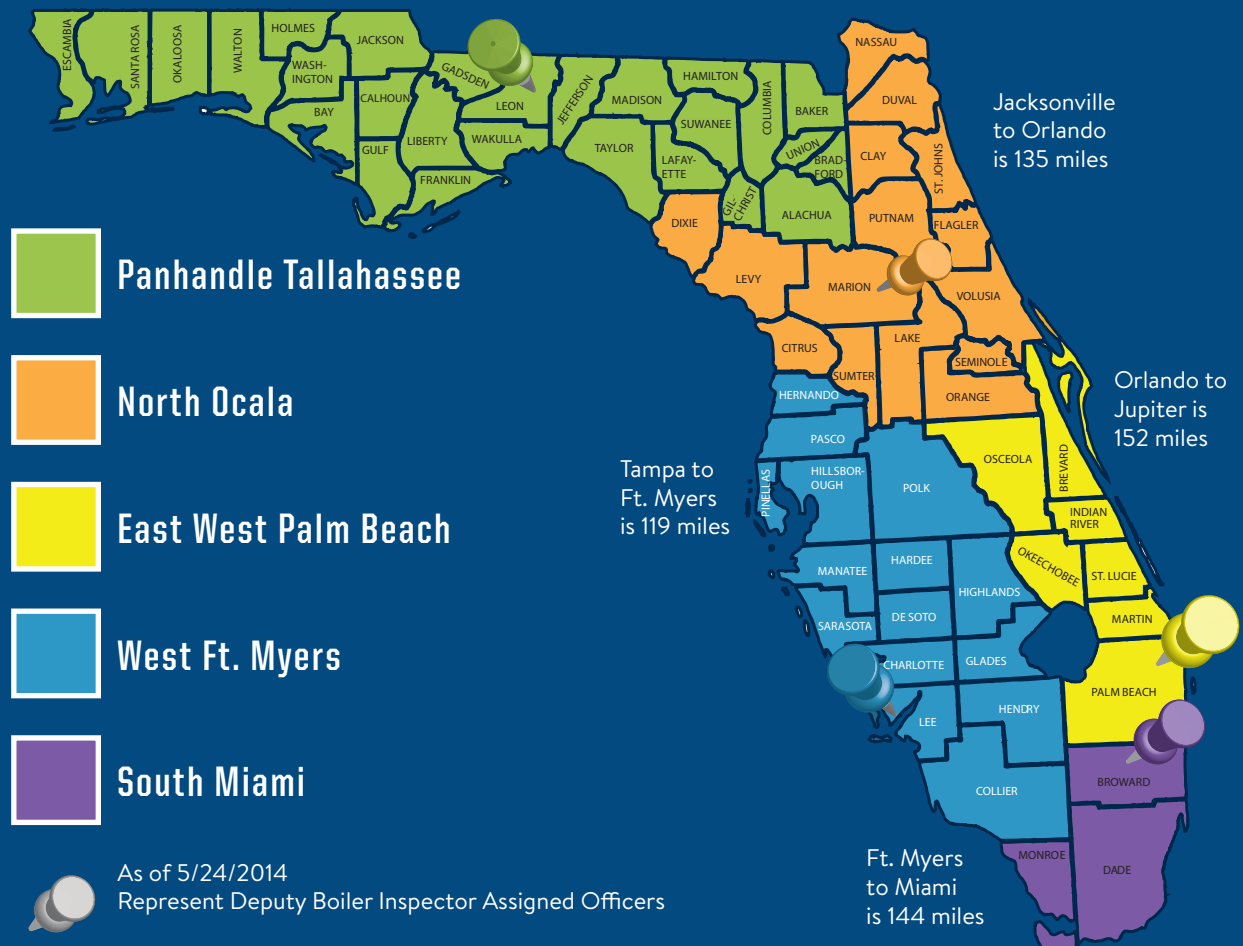 ESCAMBIA
SANTA ROSA
OKALOOSA
WALTON
HOLMES
WASH-
INGTON
JACKSON
BAY
CALHOUN
GULF
GADSDEN
LIBERTY
LEON
WAKULLA
FRANKLIN
JEFFERSON
MADISON
TAYLOR
HAMILTON
SUWANEE
LAFAY-
ETTE
COLUMBIA
BAKER
UNION
BRAD-
FORD
GIL-
CHRIST
ALACHUA
NASSAU
DUVAL
CLAY
ST. JOHNS
PUTNAM
FLAGLER
DIXIE
LEVY
MARION
VOLUSIA
CITRUS
SUMTER
LAKE
SEMINOLE
ORANGE
HERNANDO
PASCO
PINELLAS
HILLSBOR-
OUGH
POLK
OSCEOLA
BREVARD
INDIAN
RIVER
MANATEE
HARDEE
HIGHLANDS
OKEECHOBEE
ST. LUCIE
SARASOTA
DE SOTO
MARTIN
CHARLOTTE
GLADES
PALM BEACH
LEE
HENDRY
COLLIER
BROWARD
MONROE
DADE
Jacksonville
to Orlando
is 135 miles
Orlando to
Jupiter is
152 miles
Tampa to
Ft. Myers
is 119 miles
Ft. Myers
to Miami
is 144 miles
Panhandle Tallahassee
North Ocala
East West Palm Beach
West Ft. Myers
South Miami
As of 5/24/2014
Represent Deputy Boiler Inspector Assigned Officers